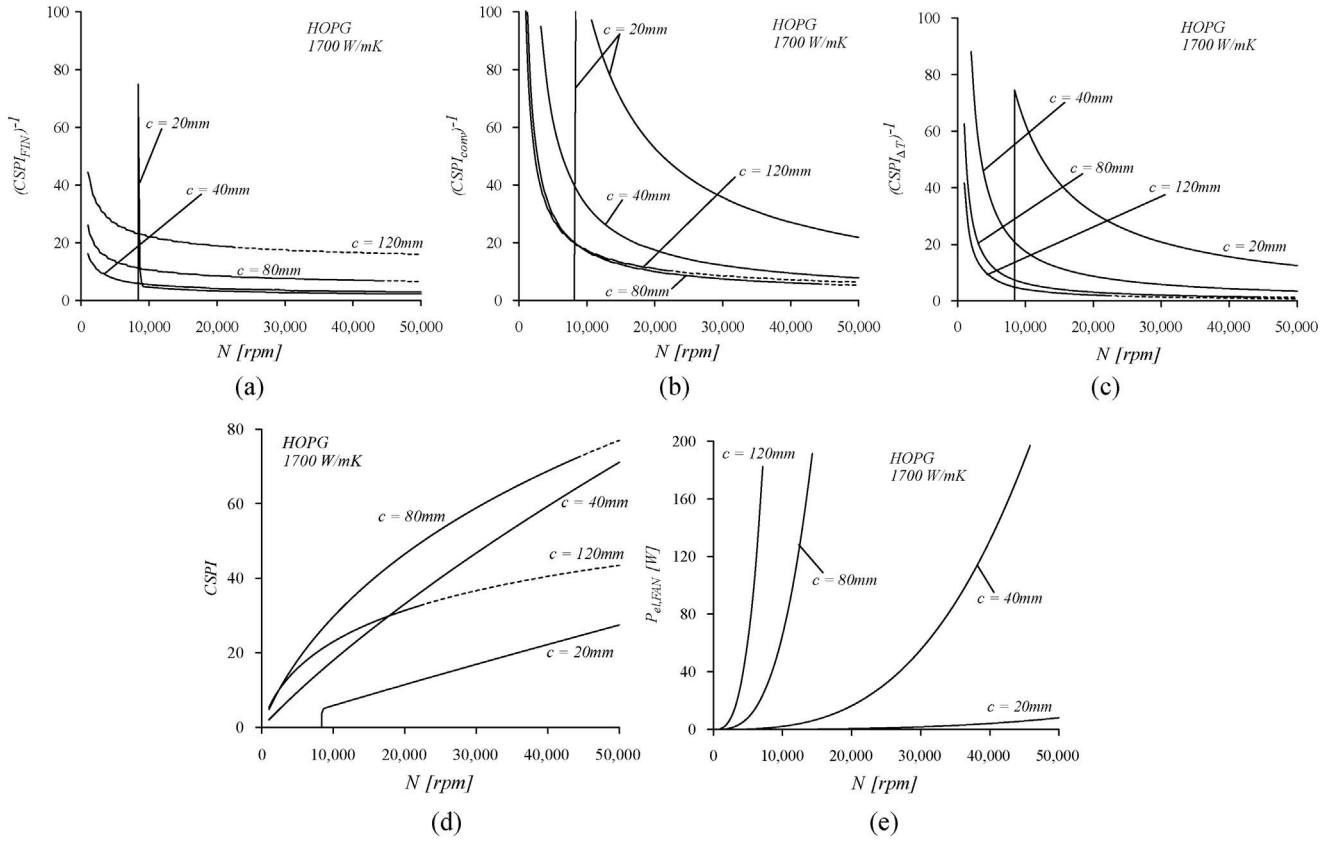 (CSPI_FIN)^-1
100
80
60
40
20
0
HOPG
1700 W/mK
c = 20mm
c = 40mm
c = 120mm
c = 80mm
0
10,000
20,000
30,000
40,000
50,000
N [rpm]
(a)
(CSPI_conv)^-1
100
80
60
40
20
0
c = 20mm
HOPG
1700 W/mK
c = 120mm
c = 40mm
c = 80mm
0
10,000
20,000
30,000
40,000
50,000
N [rpm]
(b)
(CSPI_ΔT)^-1
100
80
60
40
20
0
HOPG
1700 W/mK
c = 40mm
c = 80mm
c = 120mm
c = 20mm
0
10,000
20,000
30,000
40,000
50,000
N [rpm]
(c)
CSPI
80
60
40
20
0
HOPG
1700 W/mK
c = 80mm
c = 40mm
c = 120mm
c = 20mm
0
10,000
20,000
30,000
40,000
50,000
N [rpm]
(d)
P_el,FAN [W]
200
160
120
80
40
0
c = 120mm
HOPG
1700 W/mK
c = 80mm
c = 40mm
c = 20mm
0
10,000
20,000
30,000
40,000
50,000
N [rpm]
(e)